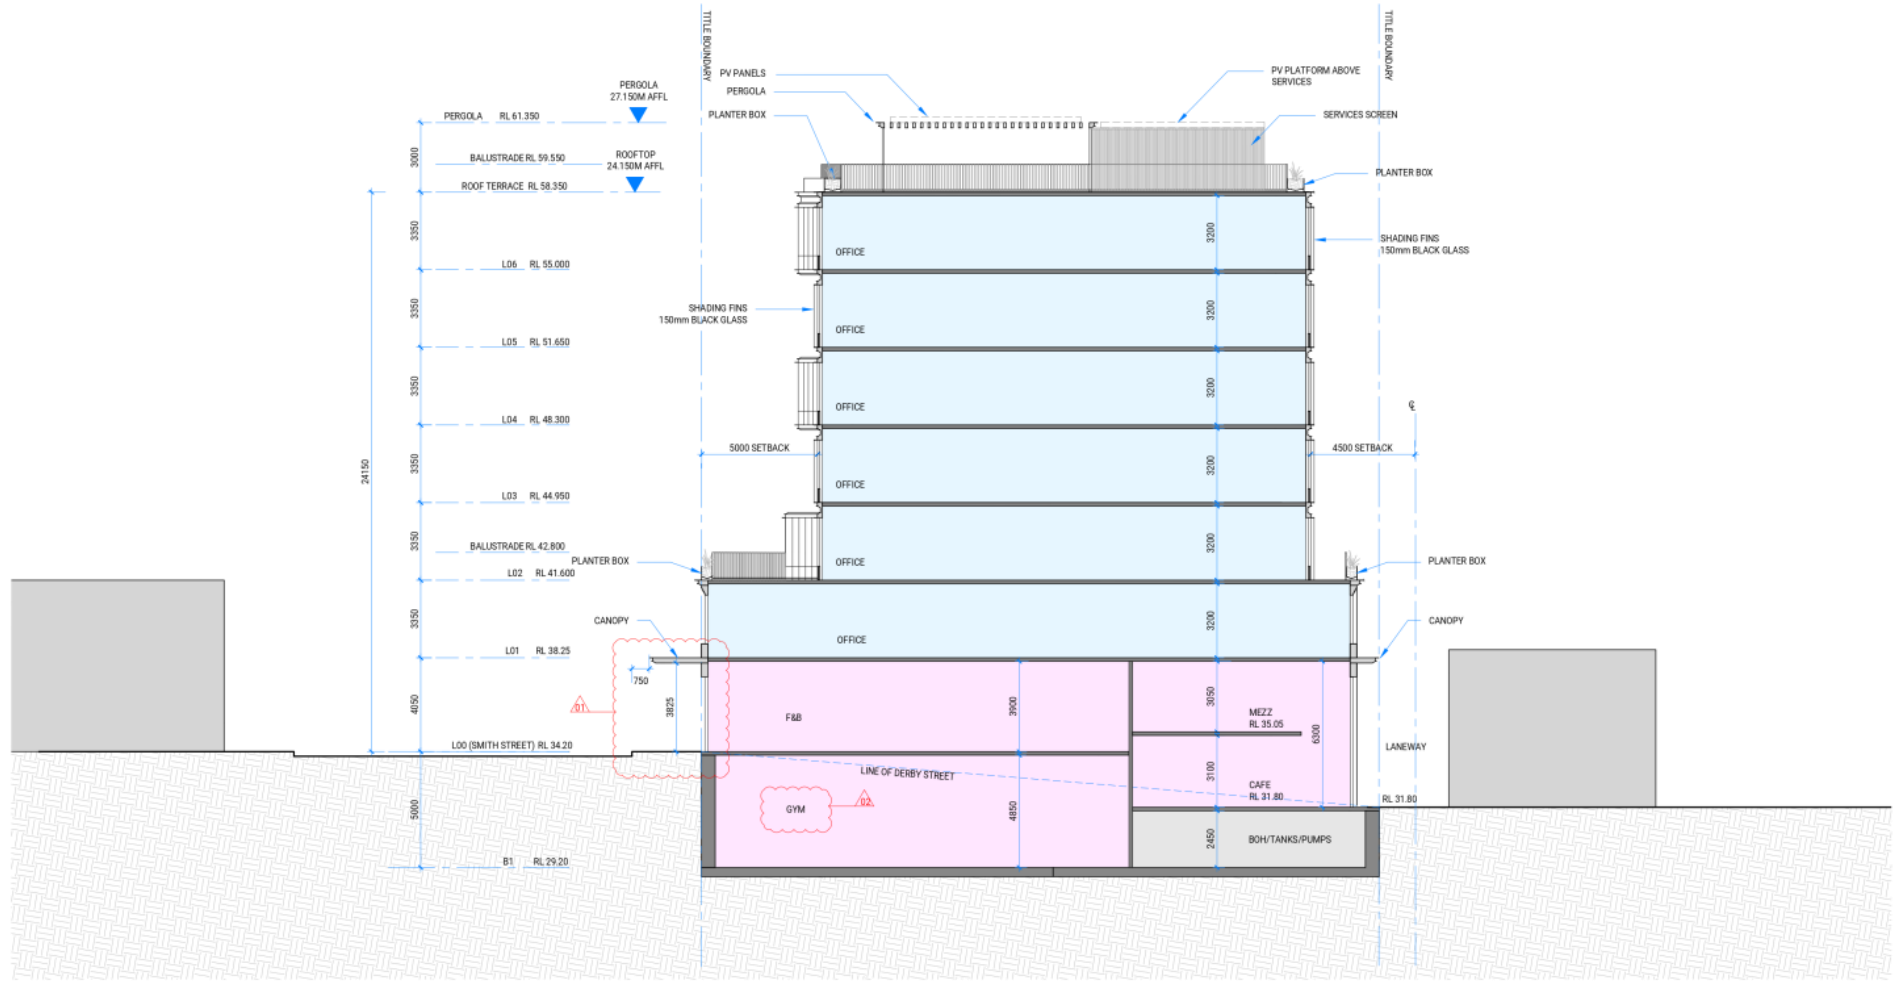 TITLE BOUNDARY
TITLE BOUNDARY
PV PANELS
PERGOLA
PLANTER BOX
PV PLATFORM ABOVE
SERVICES
SERVICES SCREEN
PLANTER BOX
PERGOLA
27.150M AFFL
PERGOLA RL 61.350
3000
BALUSTRADE RL 59.550
ROOFTOP
24.150M AFFL
ROOF TERRACE RL 58.350
3350
OFFICE
3200
SHADING FINS
150mm BLACK GLASS
L06 RL 55.000
3350
SHADING FINS
150mm BLACK GLASS
OFFICE
3200
L05 RL 51.650
3350
OFFICE
3200
L04 RL 48.300
℄
24150
3350
5000 SETBACK
OFFICE
3200
4500 SETBACK
L03 RL 44.950
3350
BALUSTRADE RL 42.800
PLANTER BOX
OFFICE
3200
PLANTER BOX
L02 RL 41.600
3350
CANOPY
OFFICE
3200
CANOPY
L01 RL 38.25
750
01
4050
3825
F&B
3900
3050
MEZZ
RL 35.05
6300
L00 (SMITH STREET) RL 34.20
LANEWAY
LINE OF DERBY STREET
3100
CAFE
RL 31.80
RL 31.80
5000
GYM
02
4850
2450
BOH/TANKS/PUMPS
B1 RL 29.20